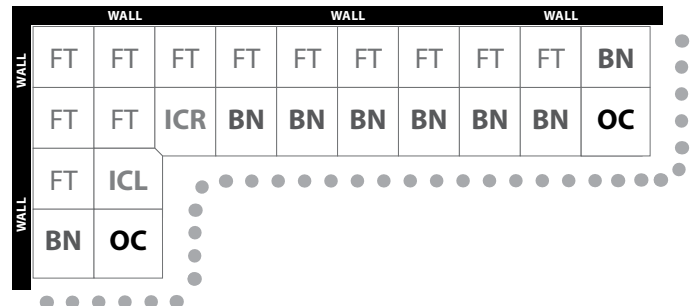 WALL WALL WALL
WALL
FT FT FT FT FT FT FT FT FT BN
FT FT ICR BN BN BN BN BN BN OC
FT ICL
WALL
BN OC